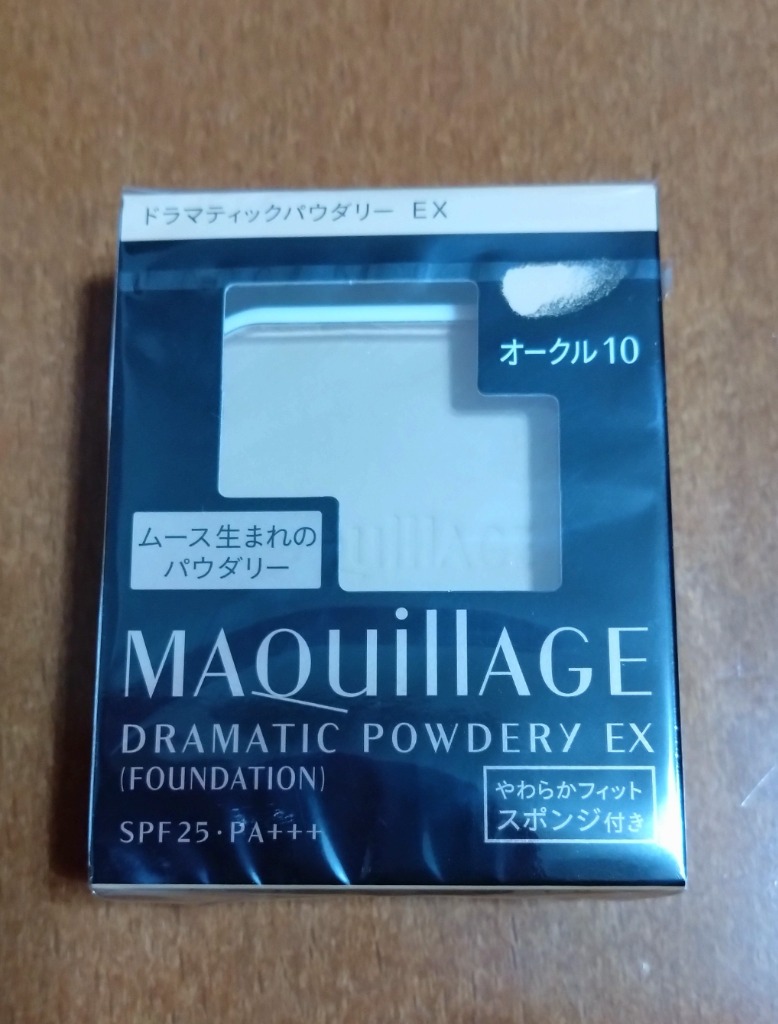 ドラマティックパウダリー EX
オークル10
ムース生まれの
パウダリー
MAQuillAGE
DRAMATIC POWDERY EX
(FOUNDATION)
SPF25・PA+++
やわらかフィット
スポンジ付き